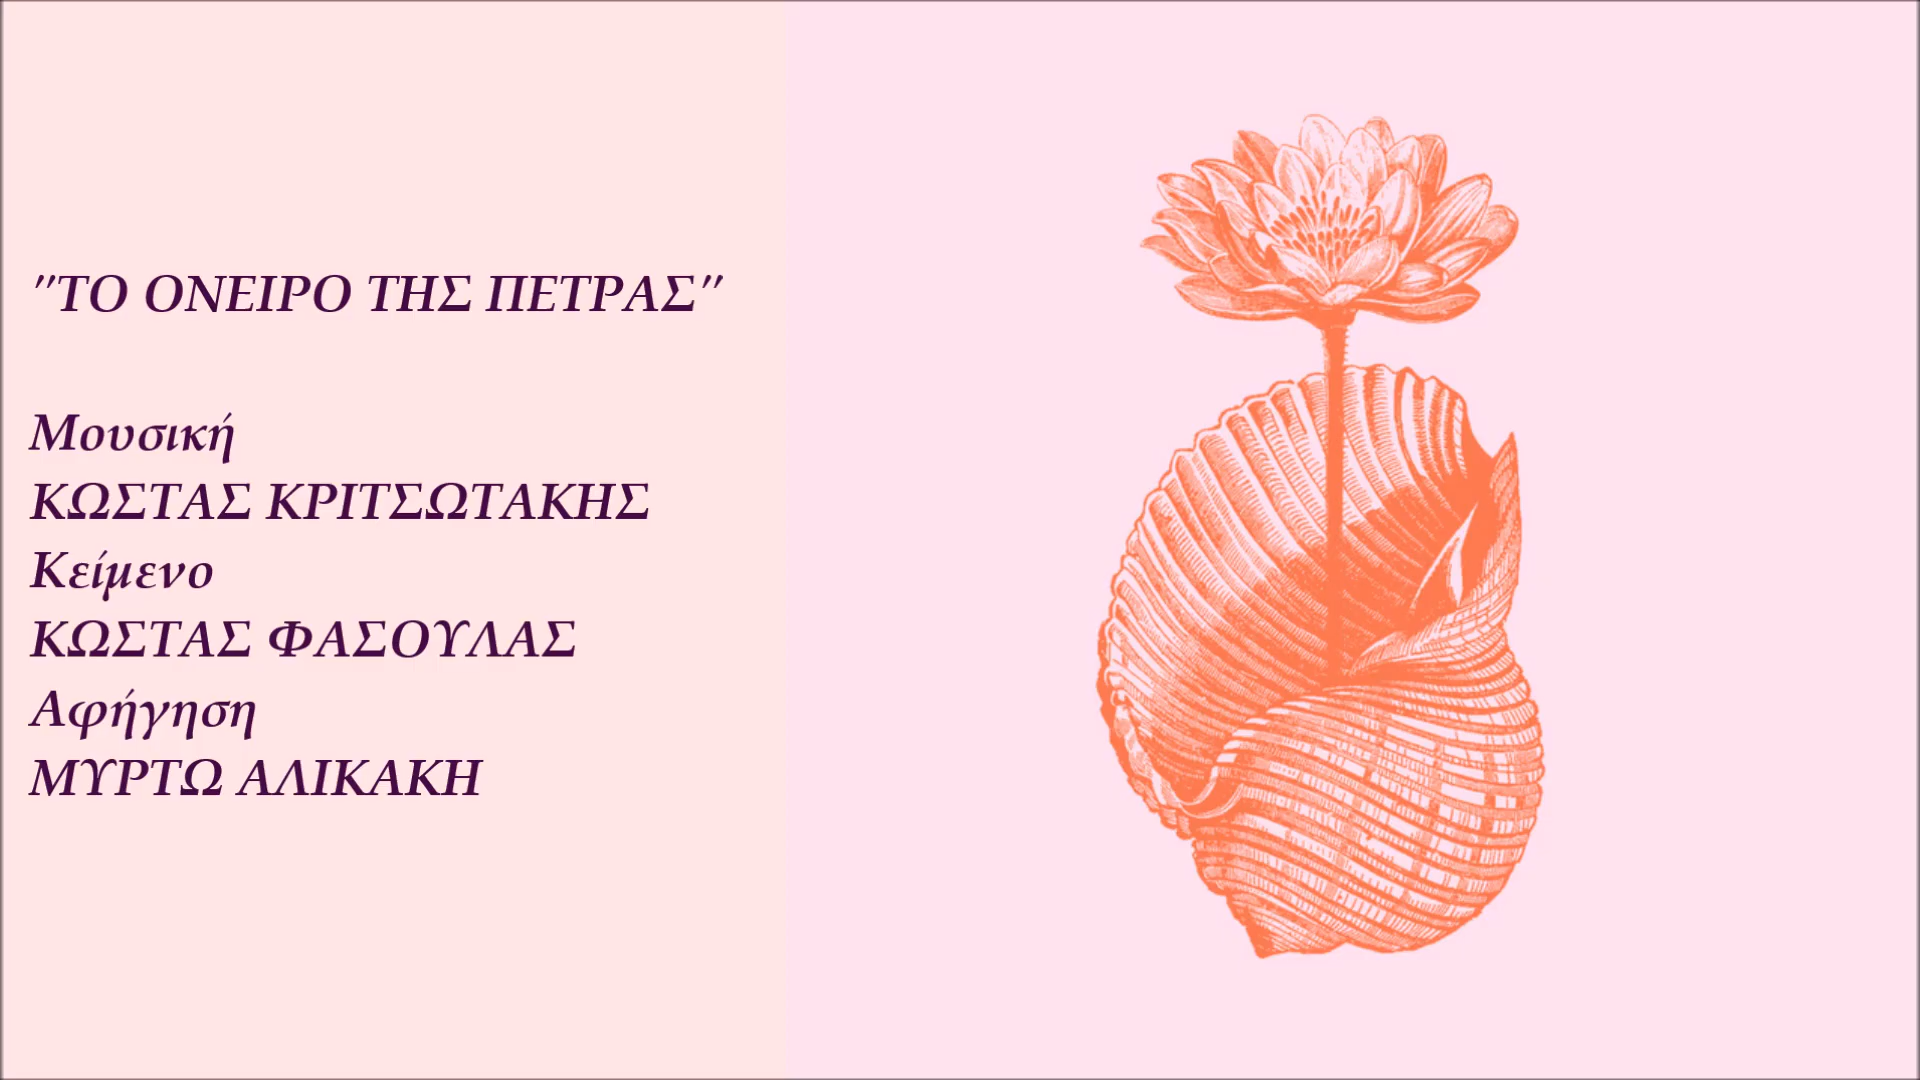 "ΤΟ ΟΝΕΙΡΟ ΤΗΣ ΠΕΤΡΑΣ"
Μουσική
ΚΩΣΤΑΣ ΚΡΙΤΣΩΤΑΚΗΣ
Κείμενο
ΚΩΣΤΑΣ ΦΑΣΟΥΛΑΣ
Αφήγηση
ΜΥΡΤΩ ΑΛΙΚΑΚΗ